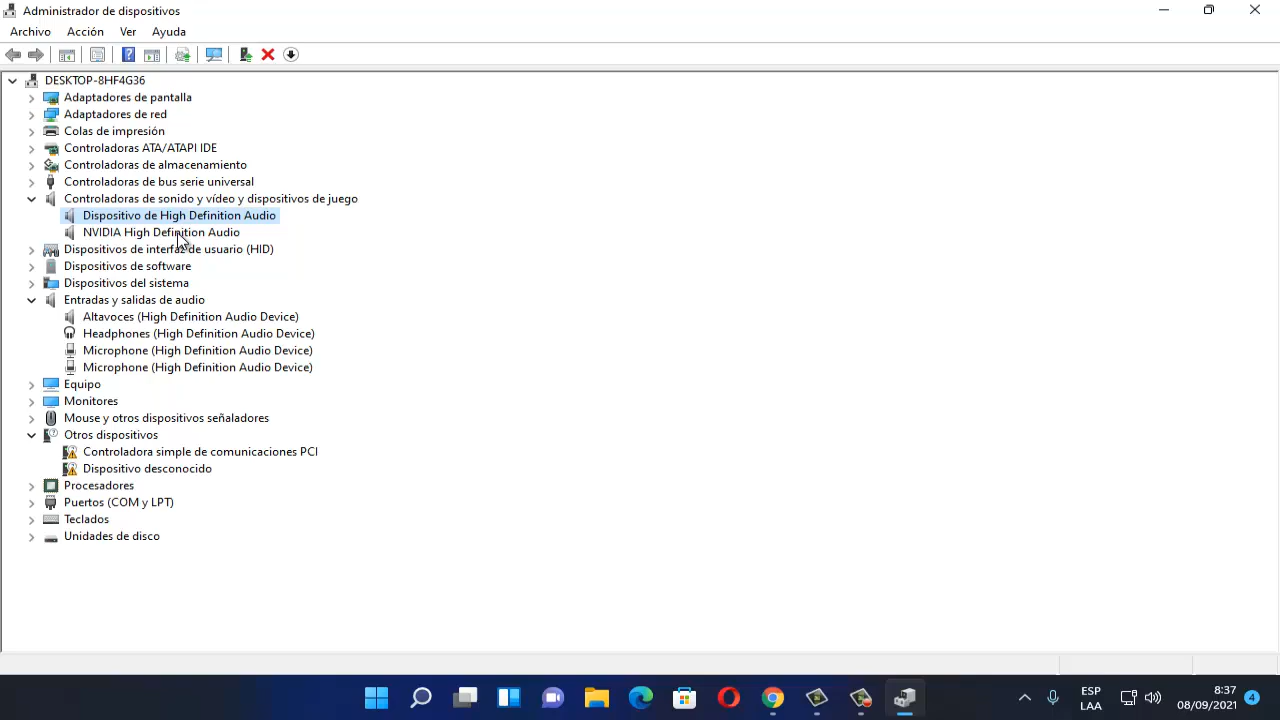 Administrador de dispositivos
Archivo Acción Ver Ayuda
DESKTOP-8HF4G36
Adaptadores de pantalla
Adaptadores de red
Colas de impresión
Controladoras ATA/ATAPI IDE
Controladoras de almacenamiento
Controladoras de bus serie universal
Controladoras de sonido y vídeo y dispositivos de juego
Dispositivo de High Definition Audio
NVIDIA High Definition Audio
Dispositivos de interfaz de usuario (HID)
Dispositivos de software
Dispositivos del sistema
Entradas y salidas de audio
Altavoces (High Definition Audio Device)
Headphones (High Definition Audio Device)
Microphone (High Definition Audio Device)
Microphone (High Definition Audio Device)
Equipo
Monitores
Mouse y otros dispositivos señaladores
Otros dispositivos
Controladora simple de comunicaciones PCI
Dispositivo desconocido
Procesadores
Puertos (COM y LPT)
Teclados
Unidades de disco
ESP 8:37
LAA 08/09/2021 4